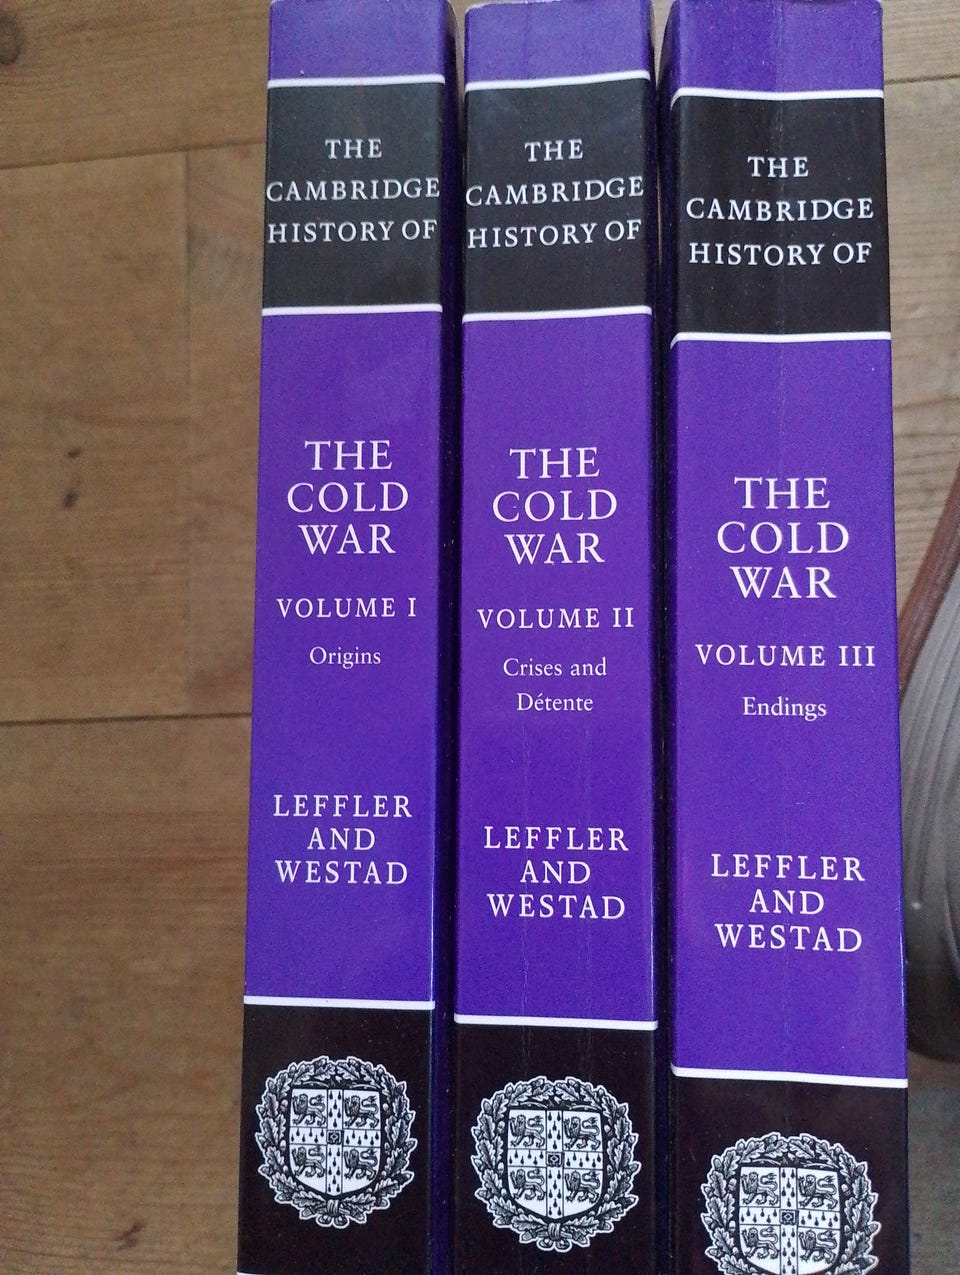 THE
CAMBRIDGE
HISTORY OF
THE
COLD
WAR
VOLUME I
Origins
LEFFLER
AND
WESTAD
THE
CAMBRIDGE
HISTORY OF
THE
COLD
WAR
VOLUME II
Crises and
Détente
LEFFLER
AND
WESTAD
THE
CAMBRIDGE
HISTORY OF
THE
COLD
WAR
VOLUME III
Endings
LEFFLER
AND
WESTAD